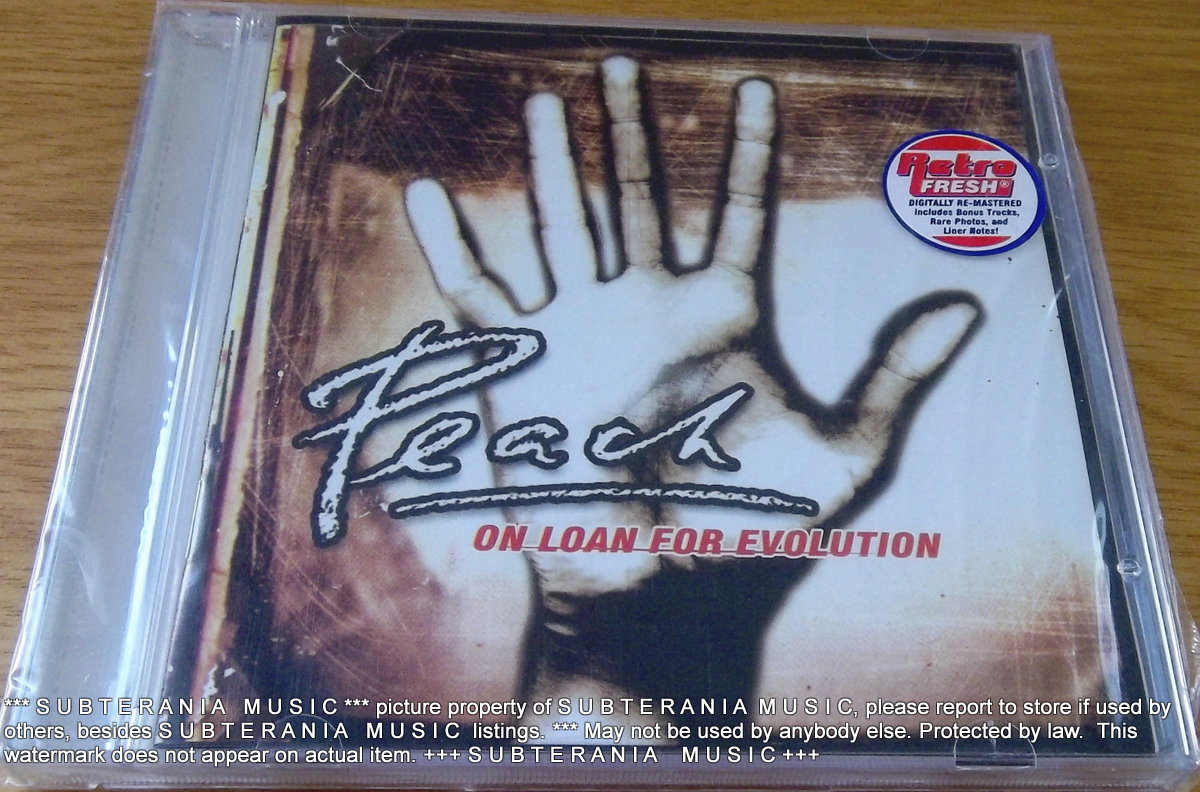 Retro
FRESH®
DIGITALLY RE-MASTERED
Includes Bonus Tracks,
Rare Photos, and
Liner Notes!
Peach
ON LOAN FOR EVOLUTION
*** S U B T E R A N I A M U S I C *** picture property of S U B T E R A N I A M U S I C, please report to store if used by
others, besides S U B T E R A N I A M U S I C listings. *** May not be used by anybody else. Protected by law. This
watermark does not appear on actual item. +++ S U B T E R A N I A M U S I C +++